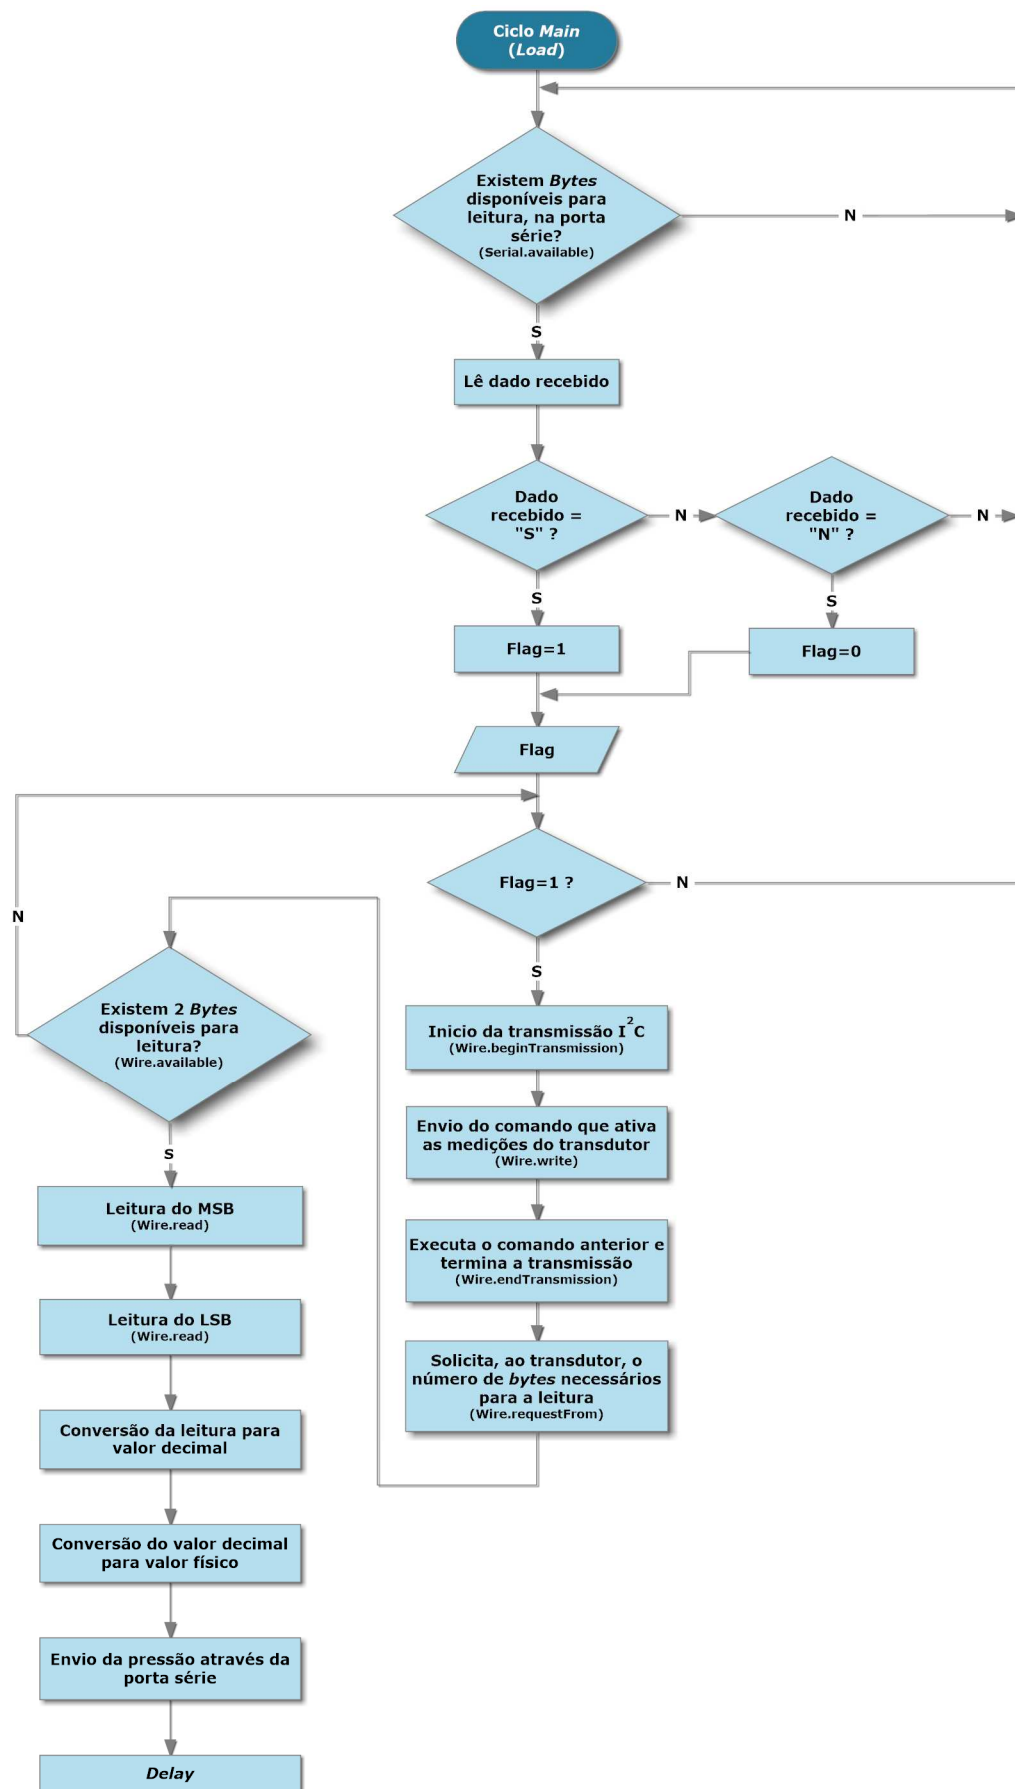 Ciclo Main
(Load)
Existem Bytes
disponíveis para
leitura, na porta
série?
(Serial.available)
N
S
Lê dado recebido
Dado
recebido =
"S" ?
N
Dado
recebido =
"N" ?
N
S
S
Flag=1
Flag=0
Flag
Flag=1 ?
N
S
Inicio da transmissão I²C
(Wire.beginTransmission)
Envio do comando que ativa
as medições do transdutor
(Wire.write)
Executa o comando anterior e
termina a transmissão
(Wire.endTransmission)
Solicita, ao transdutor, o
número de bytes necessários
para a leitura
(Wire.requestFrom)
N
Existem 2 Bytes
disponíveis para
leitura?
(Wire.available)
S
Leitura do MSB
(Wire.read)
Leitura do LSB
(Wire.read)
Conversão da leitura para
valor decimal
Conversão do valor decimal
para valor físico
Envio da pressão através da
porta série
Delay